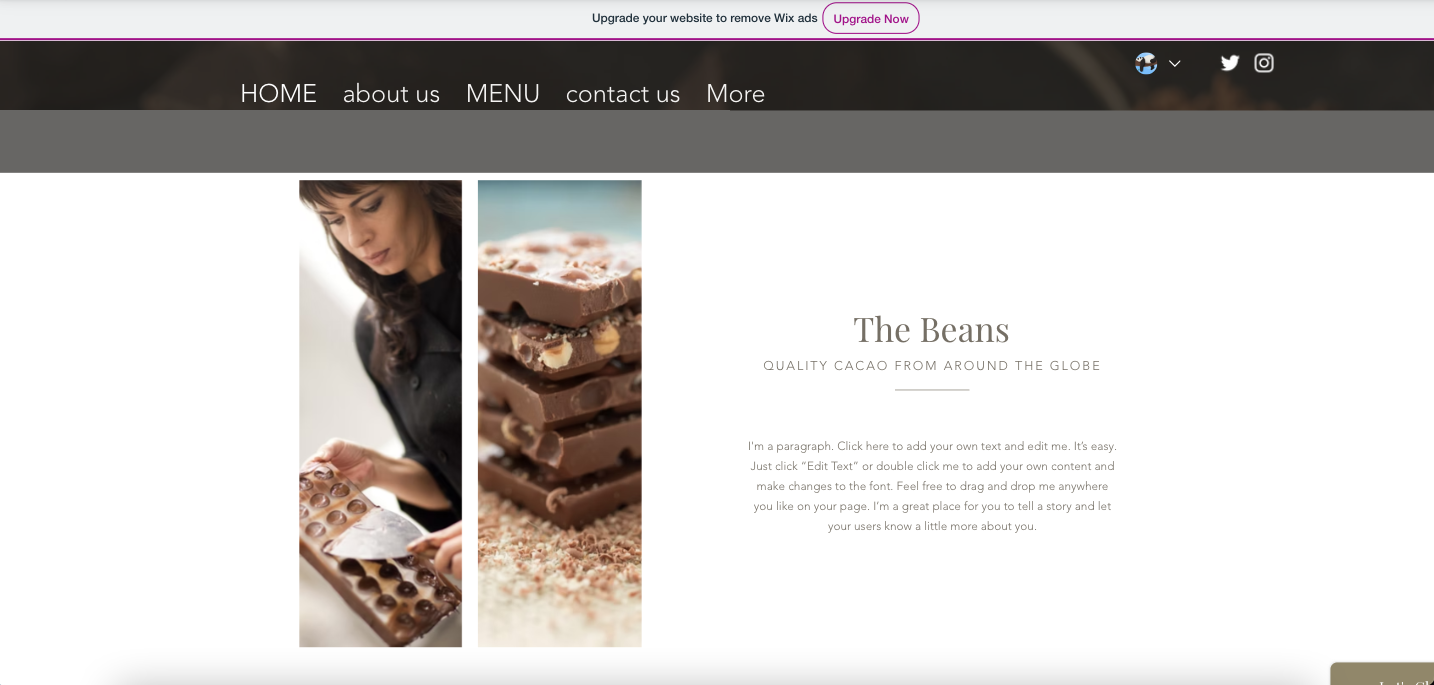 Upgrade your website to remove Wix ads Upgrade Now
HOME about us MENU contact us More
The Beans
QUALITY CACAO FROM AROUND THE GLOBE
I'm a paragraph. Click here to add your own text and edit me. It's easy.
Just click “Edit Text” or double click me to add your own content and
make changes to the font. Feel free to drag and drop me anywhere
you like on your page. I'm a great place for you to tell a story and let
your users know a little more about you.